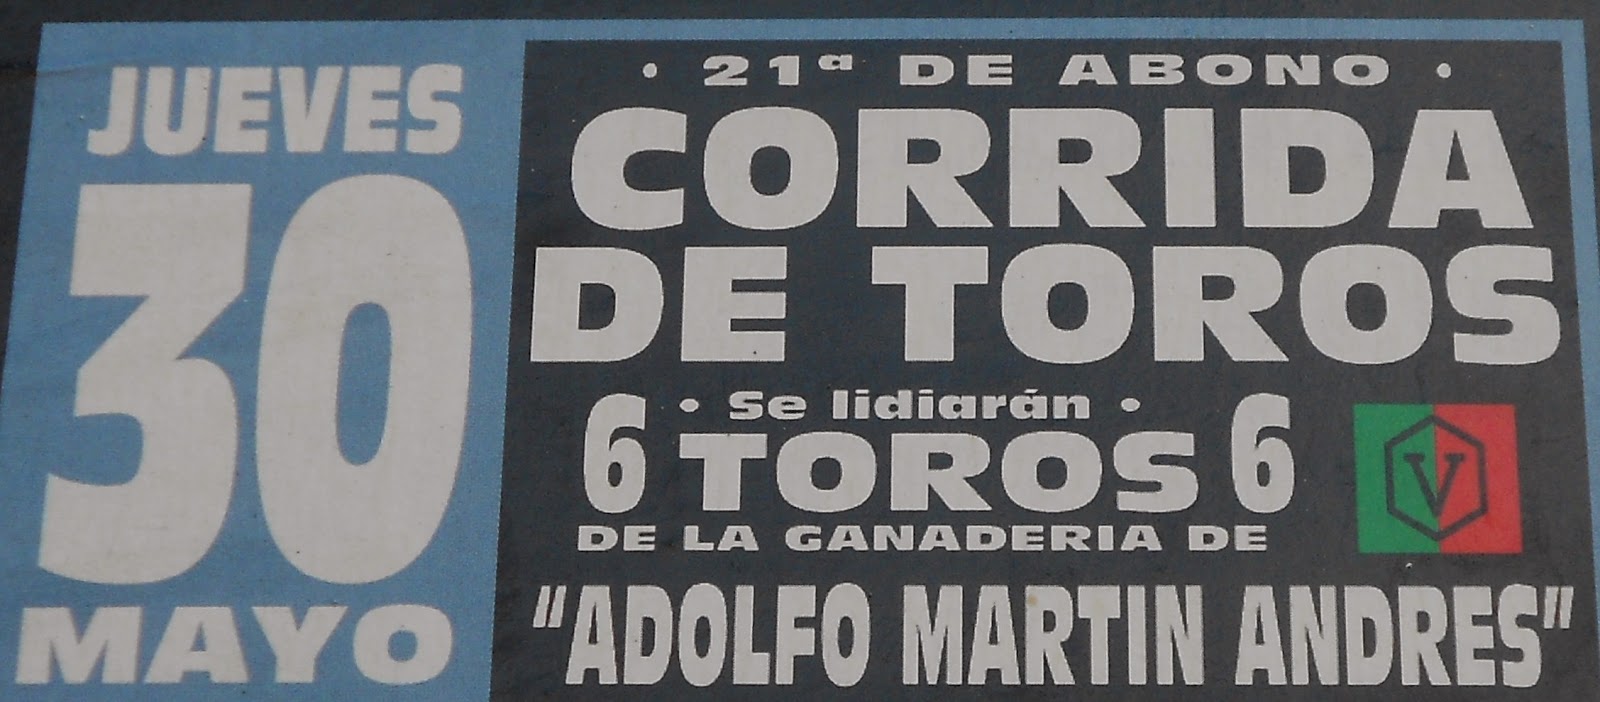 JUEVES
30
MAYO
• 21ª DE ABONO •
CORRIDA
DE TOROS
• Se lidiarán •
6 TOROS 6
DE LA GANADERIA DE
V
"ADOLFO MARTIN ANDRES"